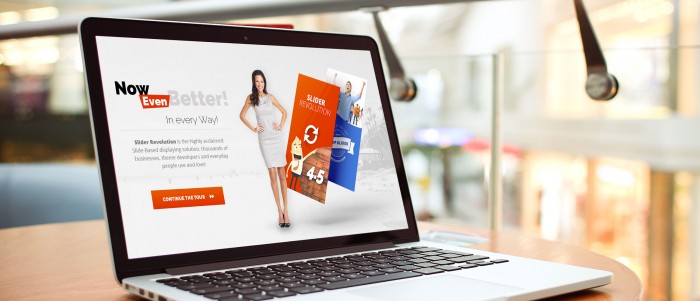 Now
Even Better!
In every Way!
Slider Revolution is the highly acclaimed
Slide-Based displaying solution, thousands of
businesses, theme developers and everyday
people use and love!
CONTINUE THE TOUR
SLIDER
REVOLUTION
4.5